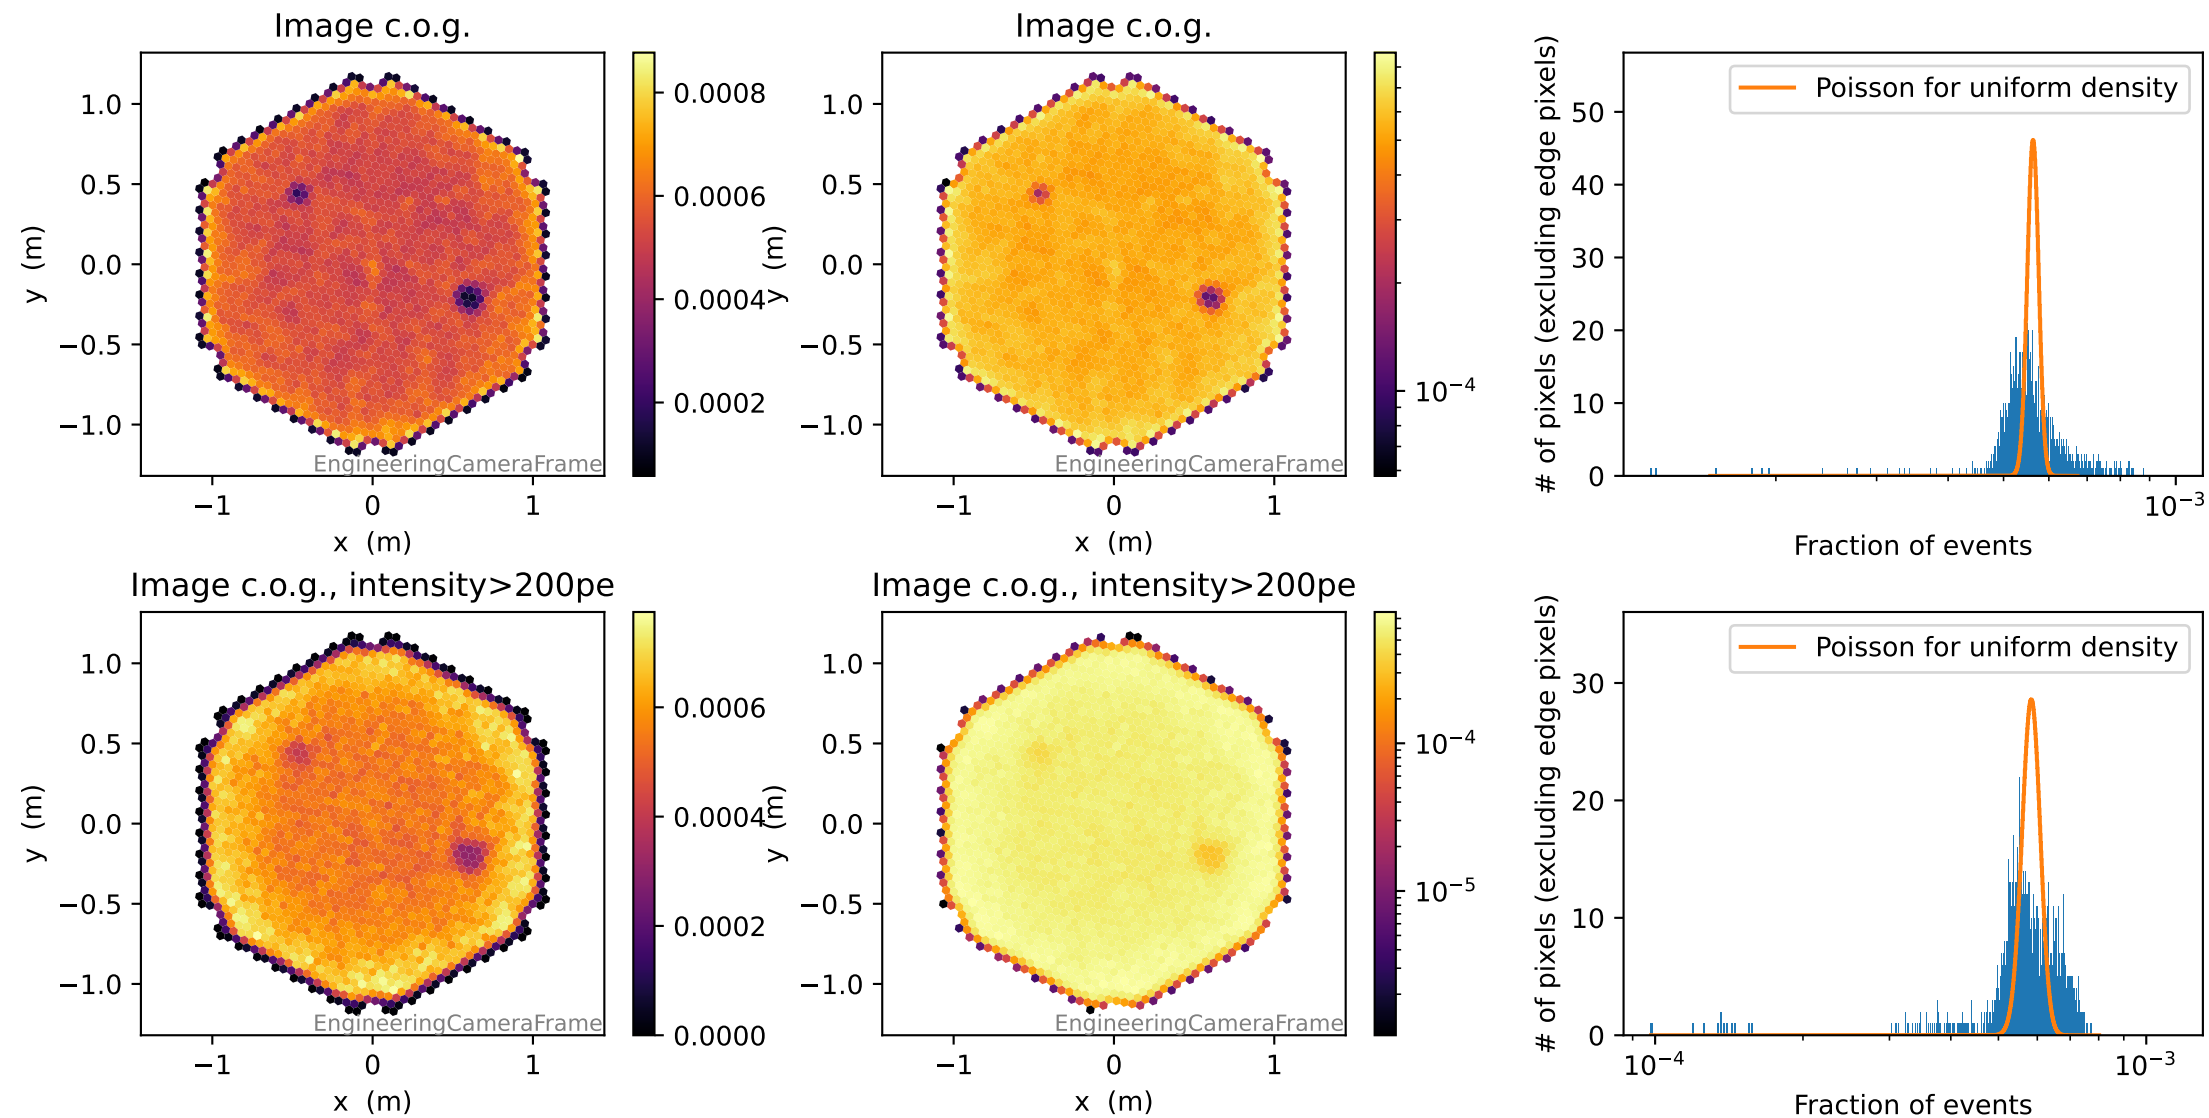 Image c.o.g.
1.0
0.5
0.0
−0.5
−1.0
y (m)
−1
0
1
x (m)
EngineeringCameraFrame
0.0008
0.0006
0.0004
0.0002
Image c.o.g.
1.0
0.5
0.0
−0.5
−1.0
y (m)
−1
0
1
x (m)
EngineeringCameraFrame
10⁻⁴
# of pixels (excluding edge pixels)
50
40
30
20
10
0
Poisson for uniform density
10⁻³
Fraction of events
Image c.o.g., intensity>200pe
1.0
0.5
0.0
−0.5
−1.0
y (m)
−1
0
1
x (m)
EngineeringCameraFrame
0.0006
0.0004
0.0002
0.0000
Image c.o.g., intensity>200pe
1.0
0.5
0.0
−0.5
−1.0
y (m)
−1
0
1
x (m)
EngineeringCameraFrame
10⁻⁴
10⁻⁵
# of pixels (excluding edge pixels)
30
20
10
0
Poisson for uniform density
10⁻⁴
10⁻³
Fraction of events